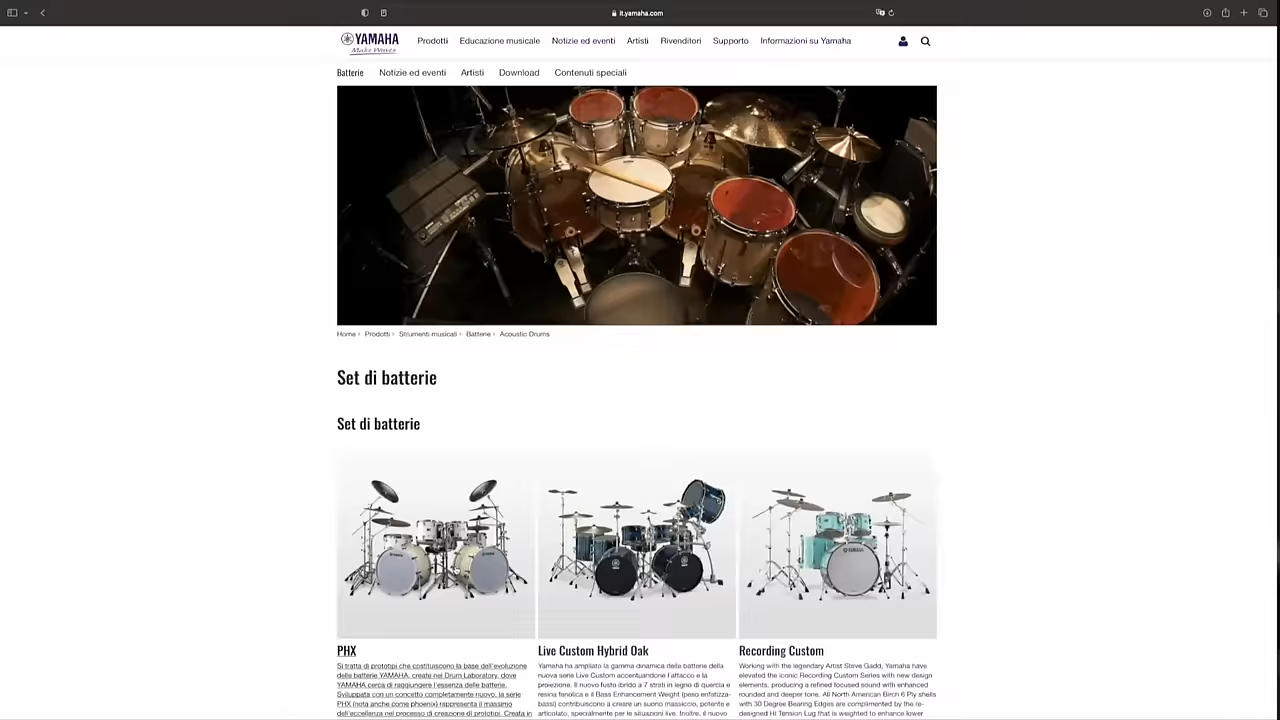 it.yamaha.com
YAMAHA
Make Waves
Prodotti Educazione musicale Notizie ed eventi Artisti Rivenditori Supporto Informazioni su Yamaha
Batterie Notizie ed eventi Artisti Download Contenuti speciali
Home Prodotti Strumenti musicali Batterie Acoustic Drums
Set di batterie
Set di batterie
PHX
Si tratta di prototipi che costituiscono la base dell'evoluzione
delle batterie YAMAHA, create nel Drum Laboratory, dove
YAMAHA cerca di raggiungere l'essenza delle batterie.
Sviluppata con un concetto completamente nuovo, la serie
PHX (nota anche come phoenix) rappresenta il massimo
dell'eccellenza nel processo di creazione di prototipi. Creata in
Live Custom Hybrid Oak
Yamaha ha ampliato la gamma dinamica delle batterie della
nuova serie Live Custom accentuandone l'attacco e la
proiezione. Il nuovo fusto ibrido a 7 strati in legno di quercia e
resina fenolica e il Bass Enhancement Weight (peso enfatizza-
bassi) contribuiscono a creare un suono massiccio, potente e
articolato, specialmente per le situazioni live. Inoltre, il nuovo
Recording Custom
Working with the legendary Artist Steve Gadd, Yamaha have
elevated the iconic Recording Custom Series with new design
elements, producing a refined focused sound with enhanced
rounded and deeper tone. All North American Birch 6 Ply shells
with 30 Degree Bearing Edges are complimented by the re-
designed Hi Tension Lug that is weighted to enhance lower